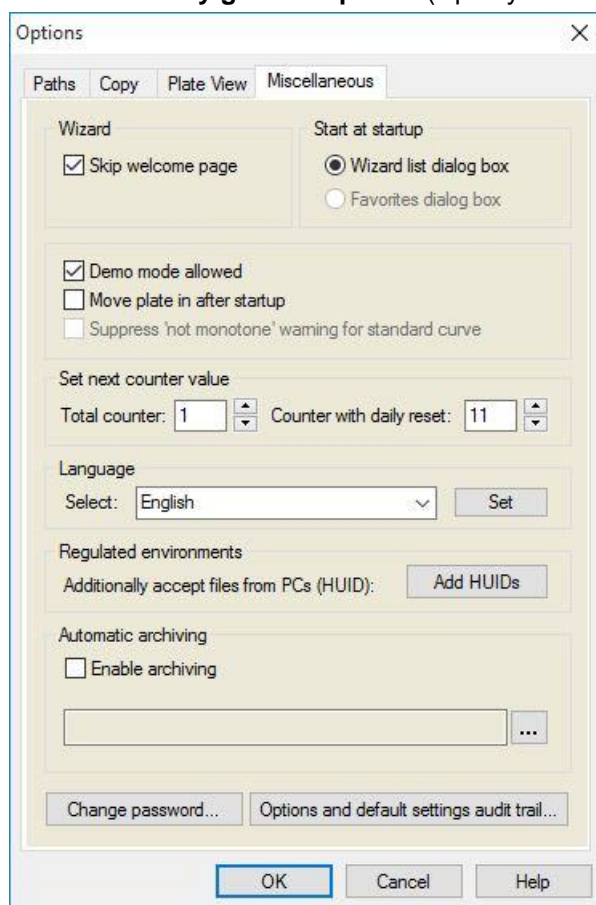 Options
Paths Copy Plate View Miscellaneous
Wizard
Skip welcome page
Start at startup
Wizard list dialog box
Favorites dialog box
Demo mode allowed
Move plate in after startup
Suppress 'not monotone' warning for standard curve
Set next counter value
Total counter: 1 Counter with daily reset: 11
Language
Select: English Set
Regulated environments
Additionally accept files from PCs (HUID): Add HUIDs
Automatic archiving
Enable archiving
...
Change password... Options and default settings audit trail...
OK Cancel Help